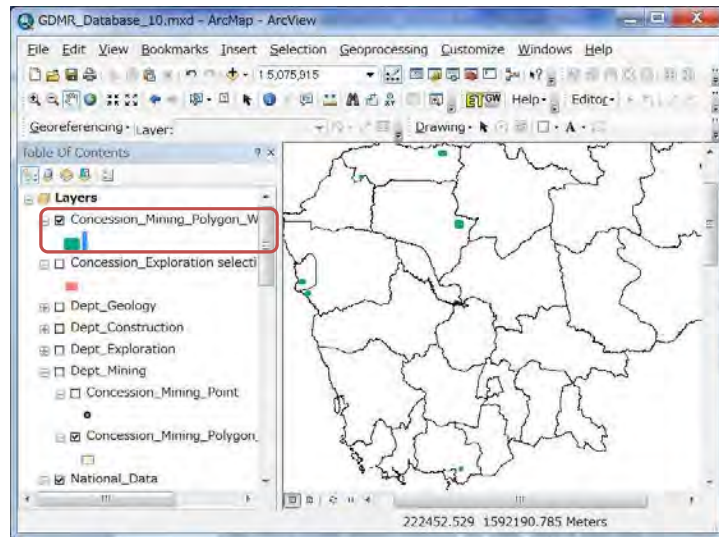 GDMR_Database_10.mxd - ArcMap - ArcView
File Edit View Bookmarks Insert Selection Geoprocessing Customize Windows Help
1:5,075,915
ETGW Help Editor
Georeferencing Layer: Drawing A
Table Of Contents
Layers
Concession_Mining_Polygon_W
Concession_Exploration selecti
Dept_Geology
Dept_Construction
Dept_Exploration
Dept_Mining
Concession_Mining_Point
Concession_Mining_Polygon_
National_Data
222452.529 1592190.785 Meters